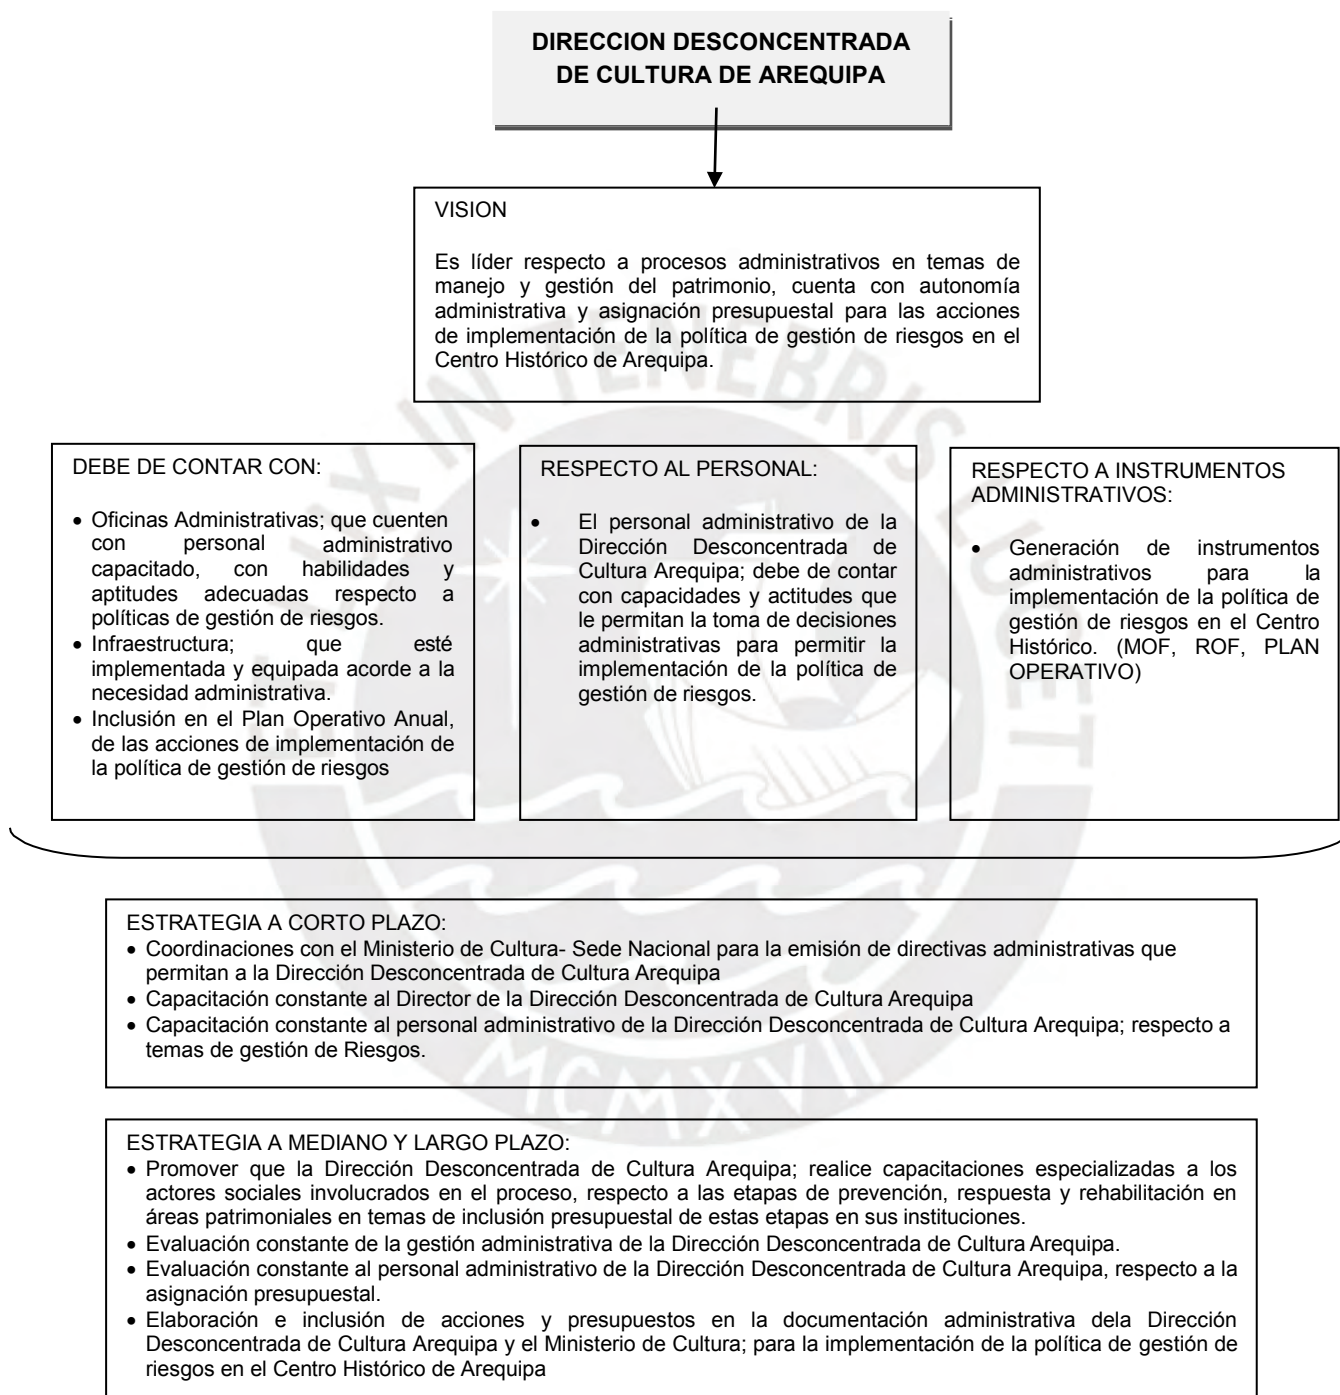 DIRECCION DESCONCENTRADA
DE CULTURA DE AREQUIPA
VISION
Es líder respecto a procesos administrativos en temas de
manejo y gestión del patrimonio, cuenta con autonomía
administrativa y asignación presupuestal para las acciones
de implementación de la política de gestión de riesgos en el
Centro Histórico de Arequipa.
DEBE DE CONTAR CON:
• Oficinas Administrativas; que cuenten
con personal administrativo
capacitado, con habilidades y
aptitudes adecuadas respecto a
políticas de gestión de riesgos.
• Infraestructura; que esté
implementada y equipada acorde a la
necesidad administrativa.
• Inclusión en el Plan Operativo Anual,
de las acciones de implementación de
la política de gestión de riesgos
RESPECTO AL PERSONAL:
• El personal administrativo de la
Dirección Desconcentrada de
Cultura Arequipa; debe de contar
con capacidades y actitudes que
le permitan la toma de decisiones
administrativas para permitir la
implementación de la política de
gestión de riesgos.
RESPECTO A INSTRUMENTOS
ADMINISTRATIVOS:
• Generación de instrumentos
administrativos para la
implementación de la política de
gestión de riesgos en el Centro
Histórico. (MOF, ROF, PLAN
OPERATIVO)
ESTRATEGIA A CORTO PLAZO:
• Coordinaciones con el Ministerio de Cultura- Sede Nacional para la emisión de directivas administrativas que
permitan a la Dirección Desconcentrada de Cultura Arequipa
• Capacitación constante al Director de la Dirección Desconcentrada de Cultura Arequipa
• Capacitación constante al personal administrativo de la Dirección Desconcentrada de Cultura Arequipa; respecto a
temas de gestión de Riesgos.
ESTRATEGIA A MEDIANO Y LARGO PLAZO:
• Promover que la Dirección Desconcentrada de Cultura Arequipa; realice capacitaciones especializadas a los
actores sociales involucrados en el proceso, respecto a las etapas de prevención, respuesta y rehabilitación en
áreas patrimoniales en temas de inclusión presupuestal de estas etapas en sus instituciones.
• Evaluación constante de la gestión administrativa de la Dirección Desconcentrada de Cultura Arequipa.
• Evaluación constante al personal administrativo de la Dirección Desconcentrada de Cultura Arequipa, respecto a la
asignación presupuestal.
• Elaboración e inclusión de acciones y presupuestos en la documentación administrativa dela Dirección
Desconcentrada de Cultura Arequipa y el Ministerio de Cultura; para la implementación de la política de gestión de
riesgos en el Centro Histórico de Arequipa
ET LUX IN TENEBRIS LUCET
MCMXVII